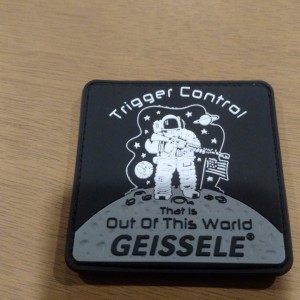 Trigger Control
That Is
Out Of This World
GEISSELE®